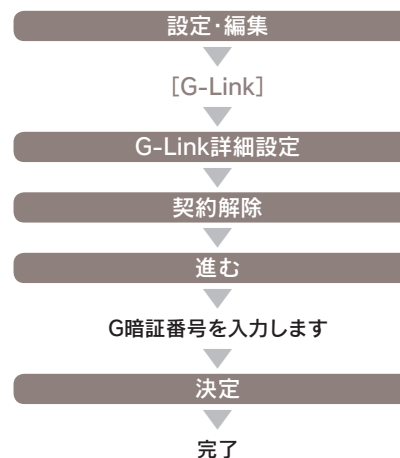 設定・編集
［G-Link］
G-Link詳細設定
契約解除
進む
G暗証番号を入力します
決定
完了